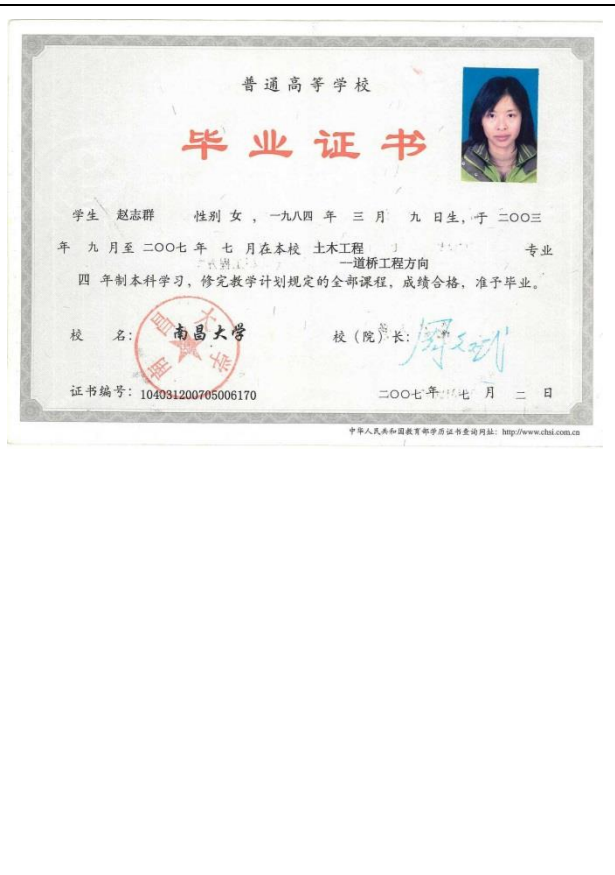 普通高等学校
毕业证书
学生 赵志群 性别 女 ，一九八四 年 三 月 九 日生，于 二〇〇三
年 九 月至 二〇〇七 年 七 月在本校 土木工程 专业
---道桥工程方向
四 年制本科学习，修完教学计划规定的全部课程，成绩合格，准予毕业。
校 名： 南昌大学 校（院）长：
南昌大学
证书编号：104031200705006170 二〇〇七 年 七 月 二 日
中华人民共和国教育部学历证书查询网址：http://www.chsi.com.cn